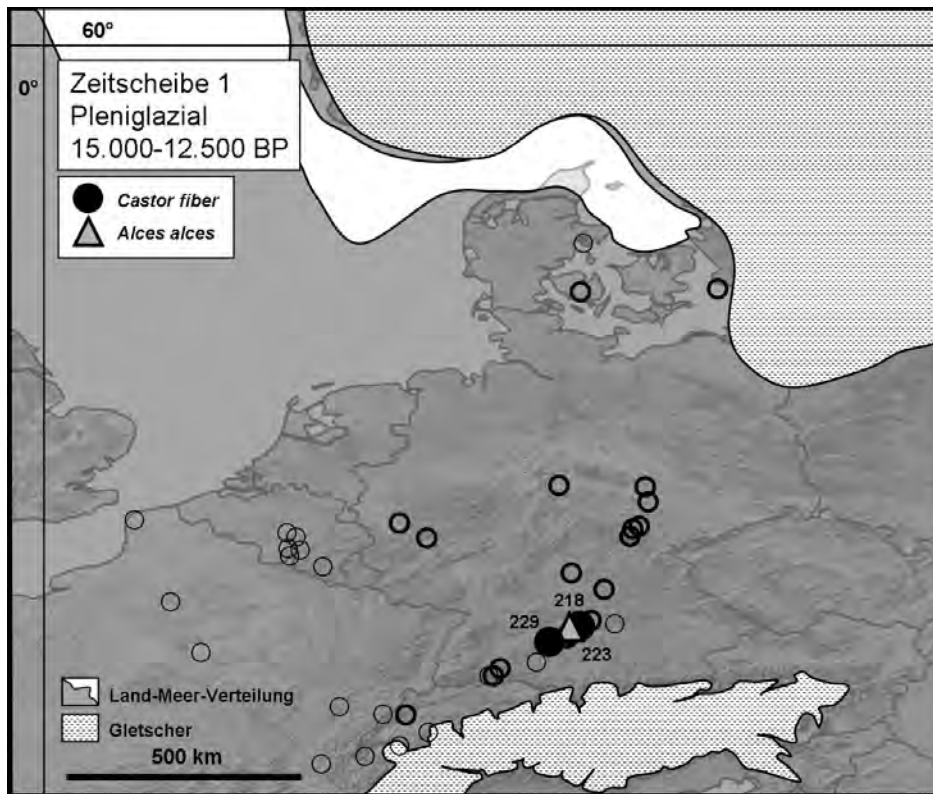 60°
0°
Zeitscheibe 1
Pleniglazial
15.000-12.500 BP
Castor fiber
Alces alces
218
229
223
Land-Meer-Verteilung
Gletscher
500 km